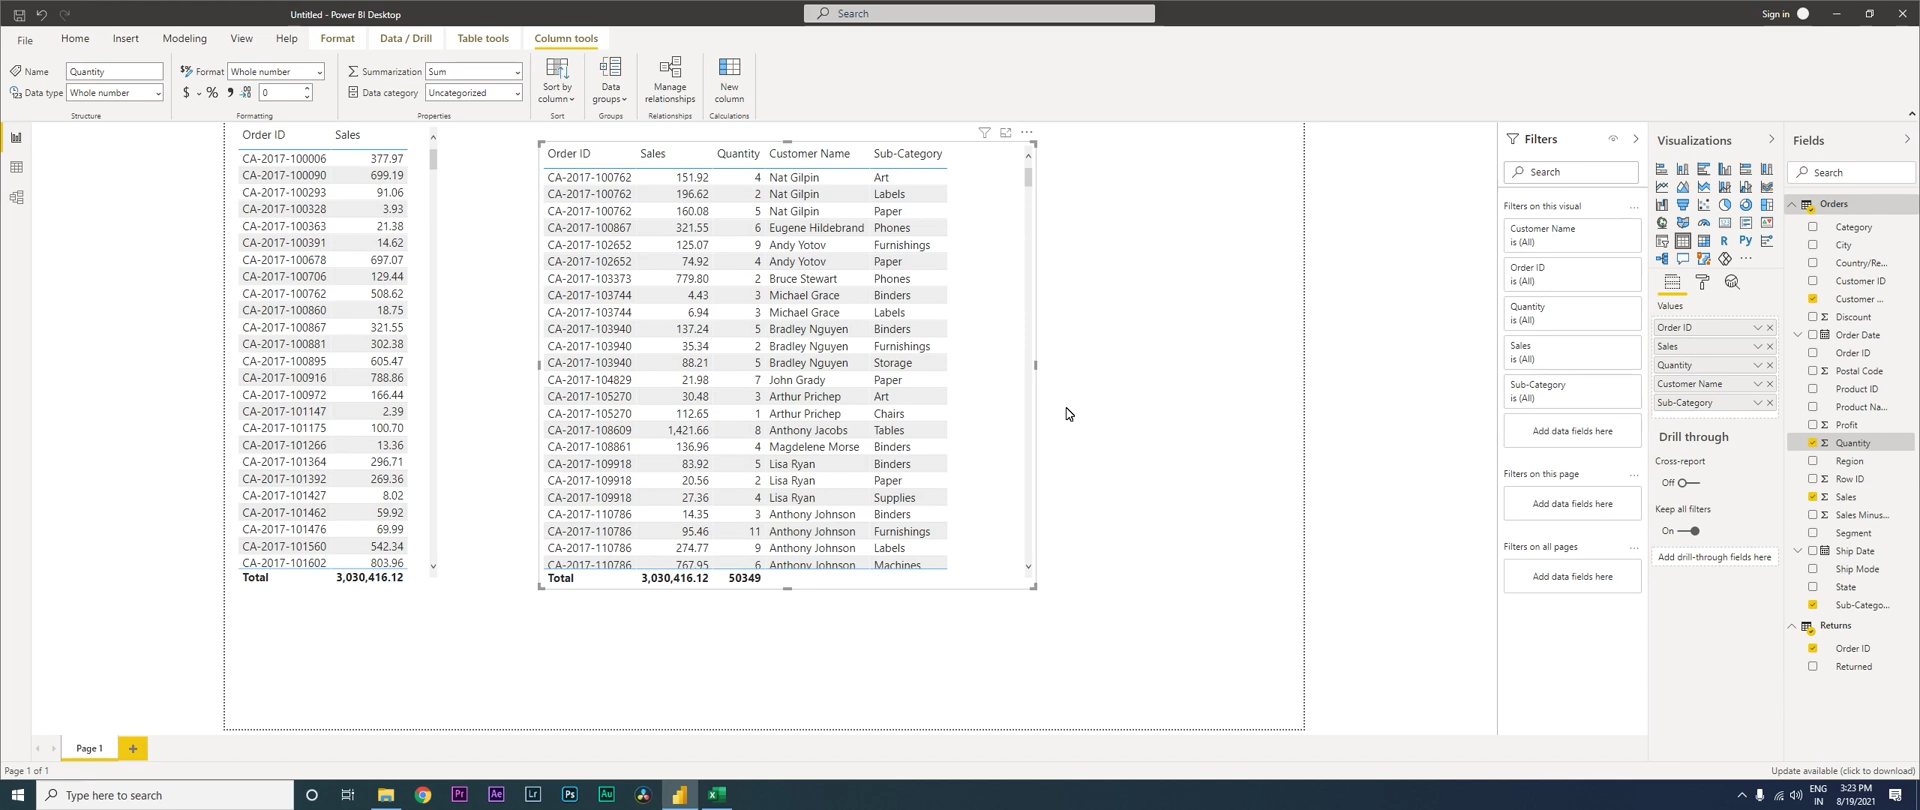 Untitled - Power BI Desktop
Search
Sign in
File Home Insert Modeling View Help Format Data / Drill Table tools Column tools
Name Quantity
Format Whole number
Summarization Sum
Data type Whole number
$ % 0
Data category Uncategorized
Sort by column
Data groups
Manage relationships
New column
Structure Formatting Properties Sort Groups Relationships Calculations
Order ID Sales
CA-2017-100006 377.97
CA-2017-100090 699.19
CA-2017-100293 91.06
CA-2017-100328 3.93
CA-2017-100363 21.38
CA-2017-100391 14.62
CA-2017-100678 697.07
CA-2017-100706 129.44
CA-2017-100762 508.62
CA-2017-100860 18.75
CA-2017-100867 321.55
CA-2017-100881 302.38
CA-2017-100895 605.47
CA-2017-100916 788.86
CA-2017-100972 166.44
CA-2017-101147 2.39
CA-2017-101175 100.70
CA-2017-101266 13.36
CA-2017-101364 296.71
CA-2017-101392 269.36
CA-2017-101427 8.02
CA-2017-101462 59.92
CA-2017-101476 69.99
CA-2017-101560 542.34
CA-2017-101602 803.96
Total 3,030,416.12
Order ID Sales Quantity Customer Name Sub-Category
CA-2017-100762 151.92 4 Nat Gilpin Art
CA-2017-100762 196.62 2 Nat Gilpin Labels
CA-2017-100762 160.08 5 Nat Gilpin Paper
CA-2017-100867 321.55 6 Eugene Hildebrand Phones
CA-2017-102652 125.07 9 Andy Yotov Furnishings
CA-2017-102652 74.92 4 Andy Yotov Paper
CA-2017-103373 779.80 2 Bruce Stewart Phones
CA-2017-103744 4.43 3 Michael Grace Binders
CA-2017-103744 6.94 3 Michael Grace Labels
CA-2017-103940 137.24 5 Bradley Nguyen Binders
CA-2017-103940 35.34 2 Bradley Nguyen Furnishings
CA-2017-103940 88.21 5 Bradley Nguyen Storage
CA-2017-104829 21.98 7 John Grady Paper
CA-2017-105270 30.48 3 Arthur Prichep Art
CA-2017-105270 112.65 1 Arthur Prichep Chairs
CA-2017-108609 1,421.66 8 Anthony Jacobs Tables
CA-2017-108861 136.96 4 Magdelene Morse Binders
CA-2017-109918 83.92 5 Lisa Ryan Binders
CA-2017-109918 20.56 2 Lisa Ryan Paper
CA-2017-109918 27.36 4 Lisa Ryan Supplies
CA-2017-110786 14.35 3 Anthony Johnson Binders
CA-2017-110786 95.46 11 Anthony Johnson Furnishings
CA-2017-110786 274.77 9 Anthony Johnson Labels
CA-2017-110786 767.95 6 Anthony Johnson Machines
Total 3,030,416.12 50349
Filters
Search
Filters on this visual ...
Customer Name
is (All)
Order ID
is (All)
Quantity
is (All)
Sales
is (All)
Sub-Category
is (All)
Add data fields here
Filters on this page ...
Add data fields here
Filters on all pages ...
Add data fields here
Visualizations
R Py
Values
Order ID
Sales
Quantity
Customer Name
Sub-Category
Drill through
Cross-report
Off
Keep all filters
On
Add drill-through fields here
Fields
Search
Orders
Category
City
Country/Re...
Customer ID
Customer ...
Σ Discount
Order Date
Order ID
Σ Postal Code
Product ID
Product Na...
Σ Profit
Σ Quantity
Region
Σ Row ID
Σ Sales
Σ Sales Minus...
Segment
Ship Date
Ship Mode
State
Sub-Catego...
Returns
Order ID
Returned
Page 1 +
Page 1 of 1
Update available (click to download)
Type here to search
Pr Ae Lr Ps Au
ENG
IN
3:23 PM
8/19/2021